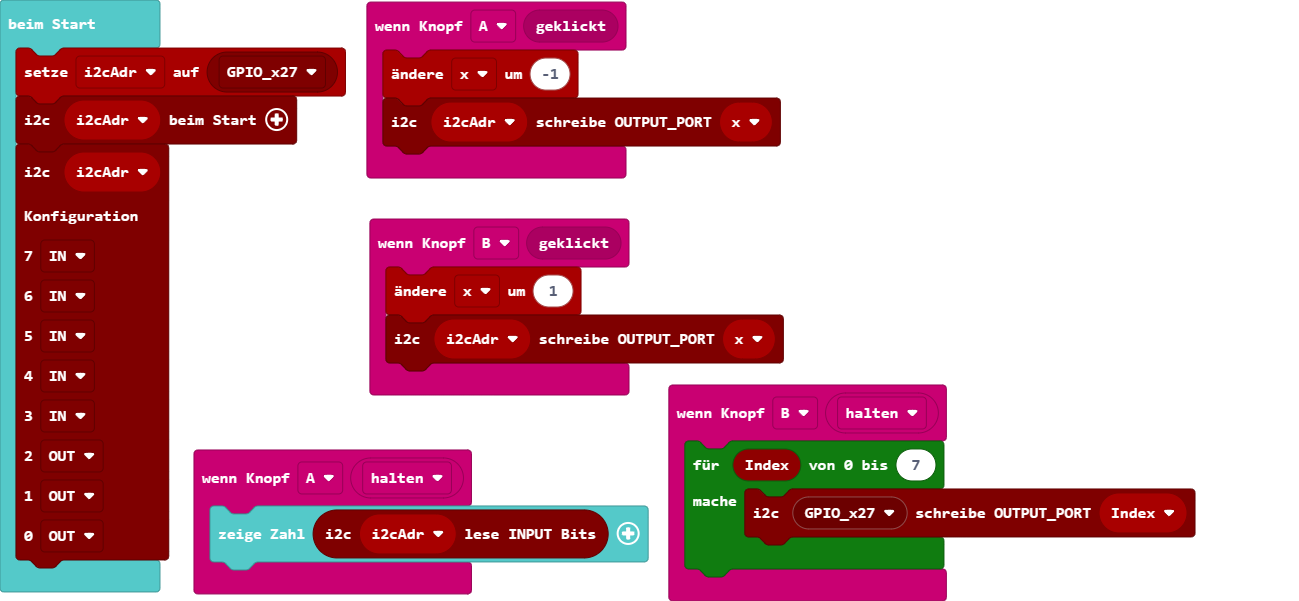 beim Start
setze i2cAdr auf GPIO_x27
i2c i2cAdr beim Start
i2c i2cAdr
Konfiguration
7 IN
6 IN
5 IN
4 IN
3 IN
2 OUT
1 OUT
0 OUT
wenn Knopf A geklickt
ändere x um -1
i2c i2cAdr schreibe OUTPUT_PORT x
wenn Knopf B geklickt
ändere x um 1
i2c i2cAdr schreibe OUTPUT_PORT x
wenn Knopf A halten
zeige Zahl i2c i2cAdr lese INPUT Bits
wenn Knopf B halten
für Index von 0 bis 7
mache i2c GPIO_x27 schreibe OUTPUT_PORT Index